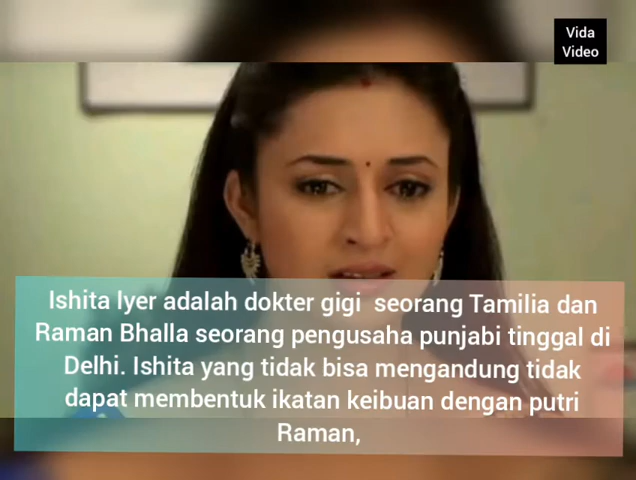 Vida
Video
Ishita Iyer adalah dokter gigi seorang Tamilia dan
Raman Bhalla seorang pengusaha punjabi tinggal di
Delhi. Ishita yang tidak bisa mengandung tidak
dapat membentuk ikatan keibuan dengan putri
Raman,